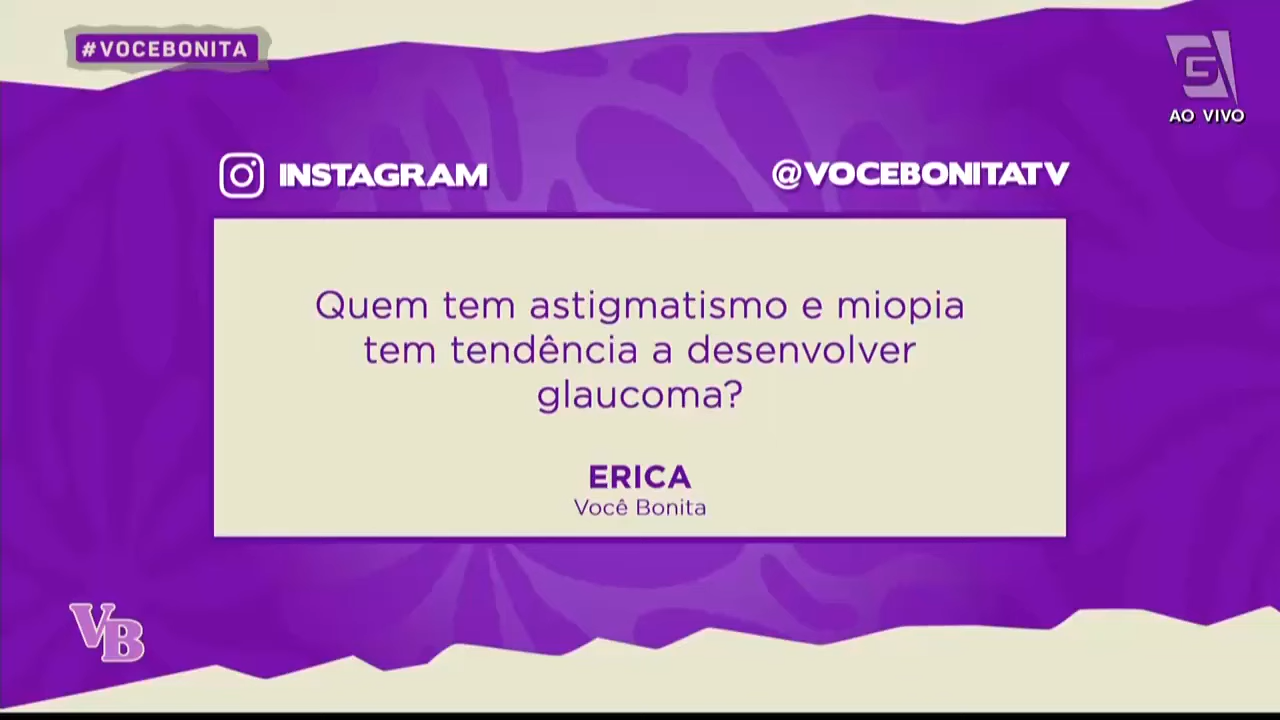 #VOCEBONITA
G
AO VIVO
INSTAGRAM
@VOCEBONITATV
Quem tem astigmatismo e miopia
tem tendência a desenvolver
glaucoma?
ERICA
Você Bonita
VB